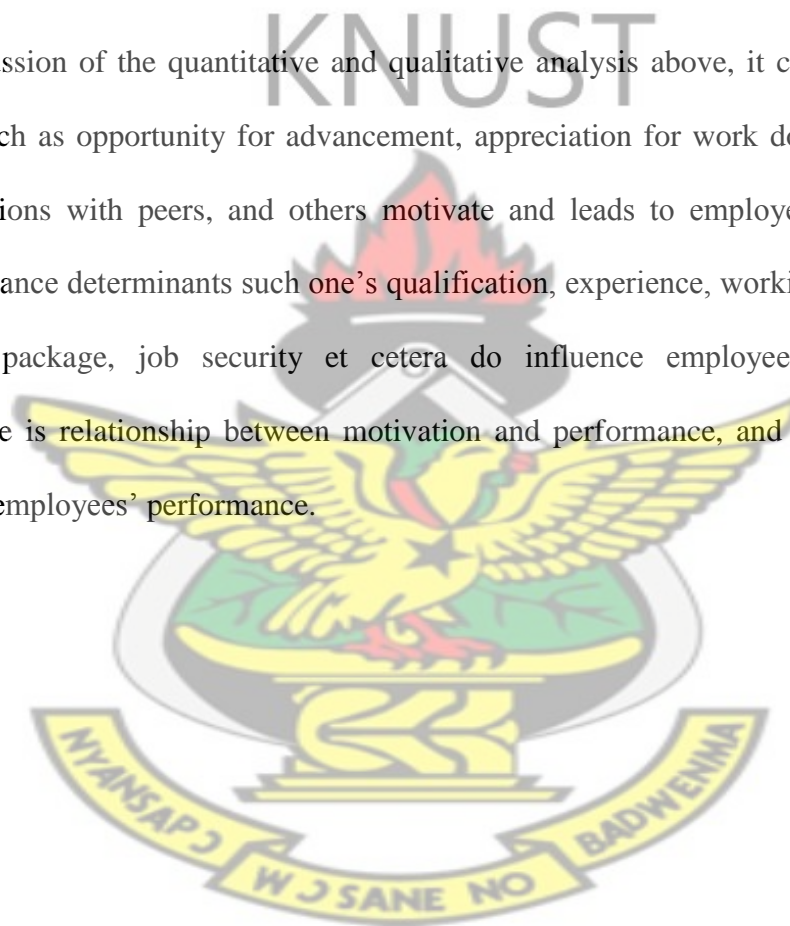 KNUST
ssion of the quantitative and qualitative analysis above, it c
ch as opportunity for advancement, appreciation for work do
ions with peers, and others motivate and leads to employe
ance determinants such one’s qualification, experience, worki
package, job security et cetera do influence employee
e is relationship between motivation and performance, and
employees’ performance.
NYANSAPƆ
WƆ SANE NO
BADWENMA